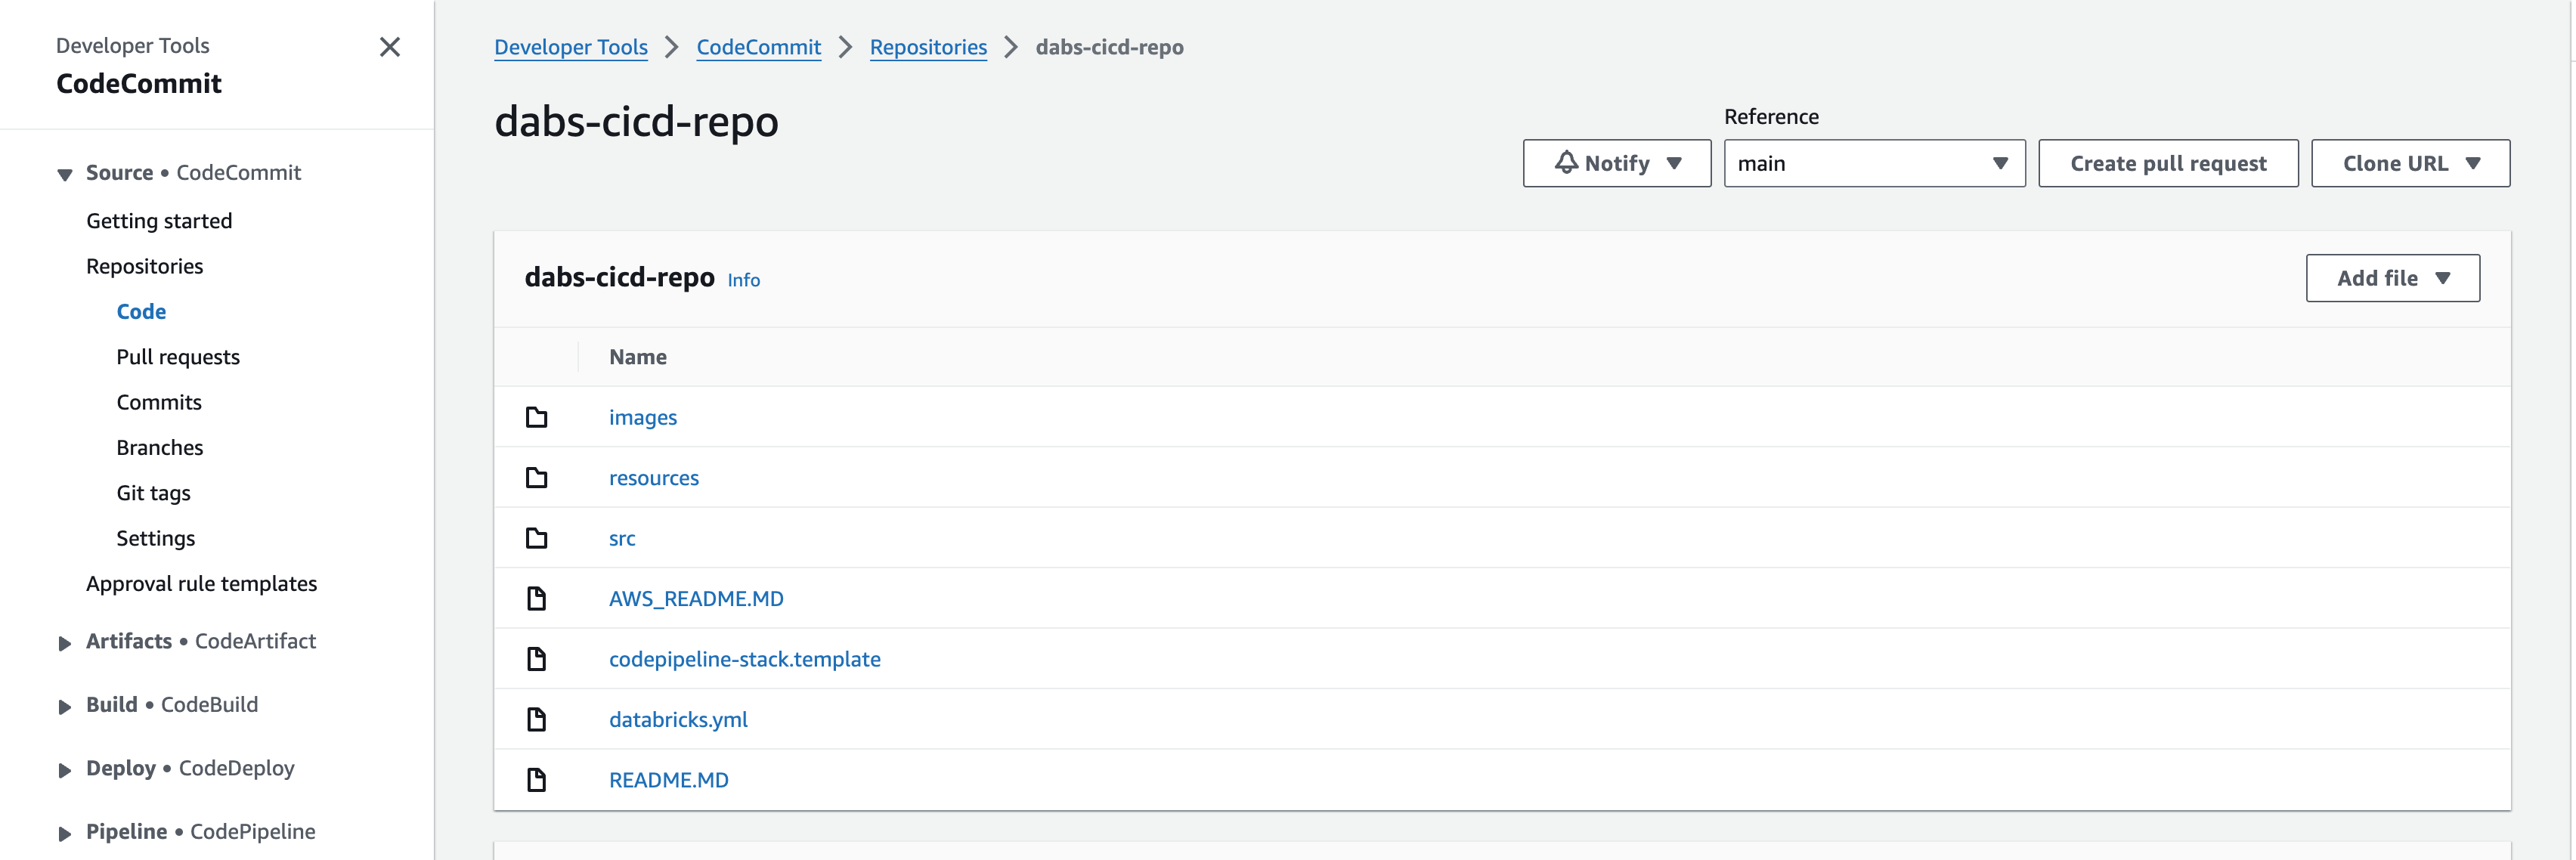 Developer Tools
CodeCommit
Source • CodeCommit
Getting started
Repositories
Code
Pull requests
Commits
Branches
Git tags
Settings
Approval rule templates
Artifacts • CodeArtifact
Build • CodeBuild
Deploy • CodeDeploy
Pipeline • CodePipeline
Developer Tools > CodeCommit > Repositories > dabs-cicd-repo
dabs-cicd-repo
Reference
Notify main Create pull request Clone URL
dabs-cicd-repo Info Add file
Name
images
resources
src
AWS_README.MD
codepipeline-stack.template
databricks.yml
README.MD